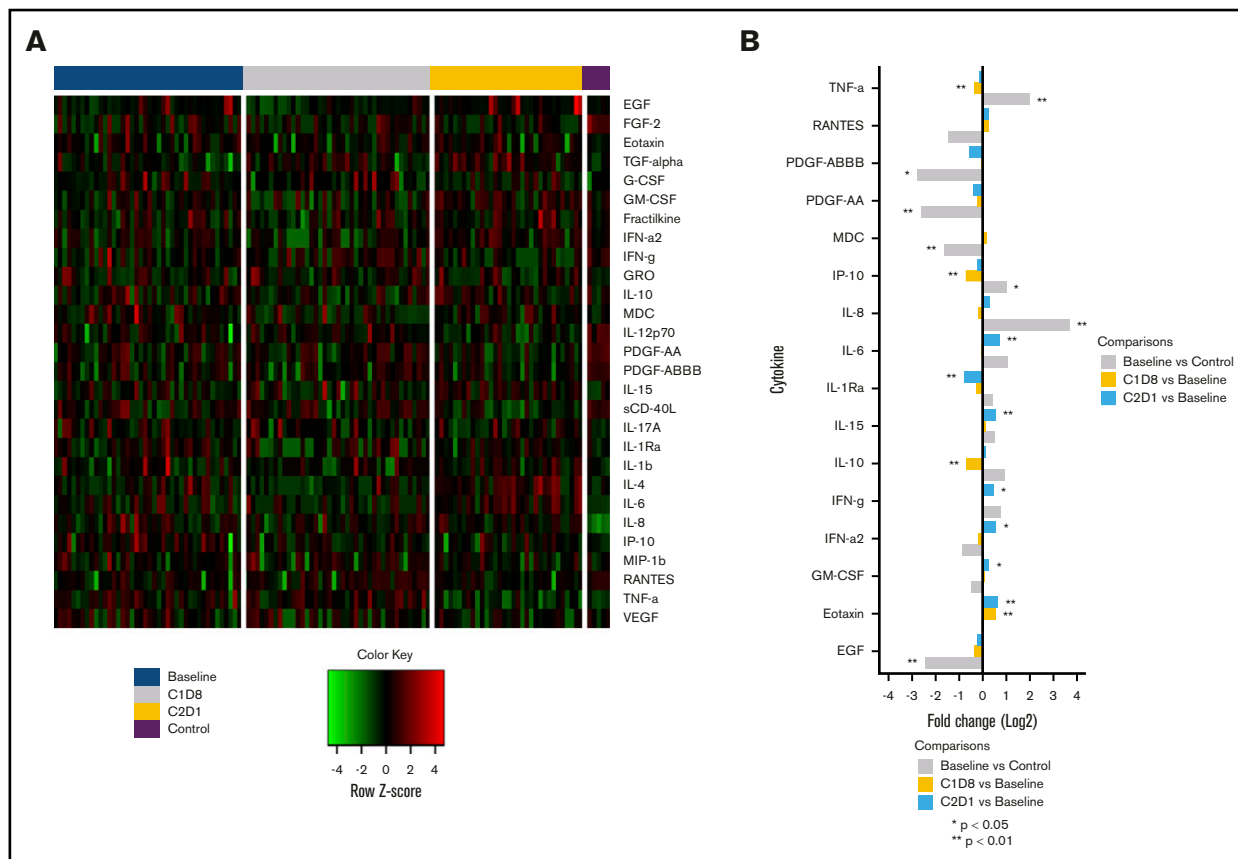 A
EGF
FGF-2
Eotaxin
TGF-alpha
G-CSF
GM-CSF
Fractilkine
IFN-a2
IFN-g
GRO
IL-10
MDC
IL-12p70
PDGF-AA
PDGF-ABBB
IL-15
sCD-40L
IL-17A
IL-1Ra
IL-1b
IL-4
IL-6
IL-8
IP-10
MIP-1b
RANTES
TNF-a
VEGF
Baseline
C1D8
C2D1
Control
Color Key
-4 -2 0 2 4
Row Z-score
B
Cytokine
TNF-a **
**
RANTES
PDGF-ABBB
*
PDGF-AA
**
MDC
**
IP-10 **
*
IL-8
**
IL-6 **
IL-1Ra **
IL-15 **
IL-10 **
IFN-g *
IFN-a2 *
GM-CSF *
Eotaxin **
**
EGF
**
-4 -3 -2 -1 0 1 2 3 4
Fold change (Log2)
Comparisons
Baseline vs Control
C1D8 vs Baseline
C2D1 vs Baseline
Comparisons
Baseline vs Control
C1D8 vs Baseline
C2D1 vs Baseline
* p < 0.05
** p < 0.01